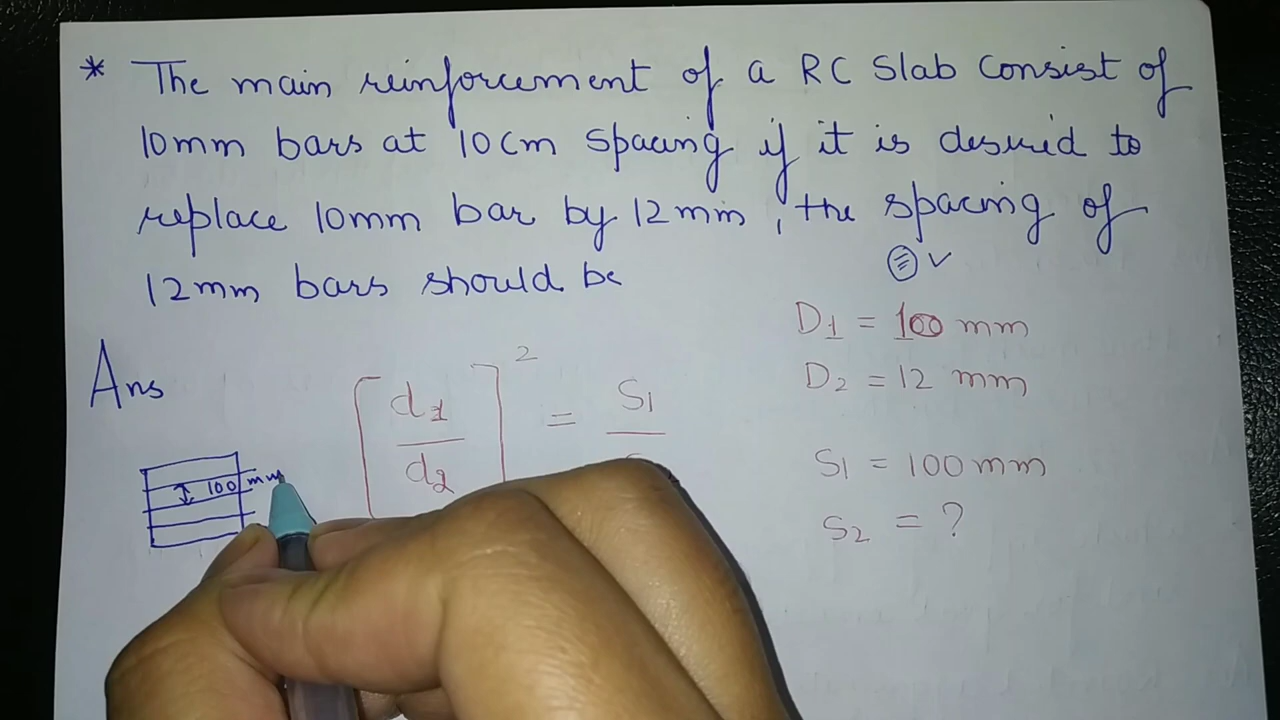 * The main reinforcement of a RC Slab Consist of
10mm bars at 10cm spacing if it is desired to
replace 10mm bar by 12mm, the spacing of
12mm bars should be
D1 = 100 mm
D2 = 12 mm
S1 = 100 mm
S2 = ?
Ans
[d1/d2]² = S1
100 mm